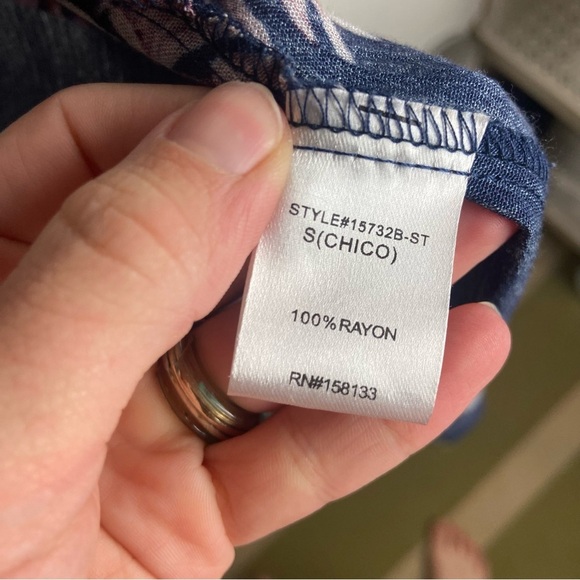 STYLE#15732B-ST
S(CHICO)
100%RAYON
RN#158133